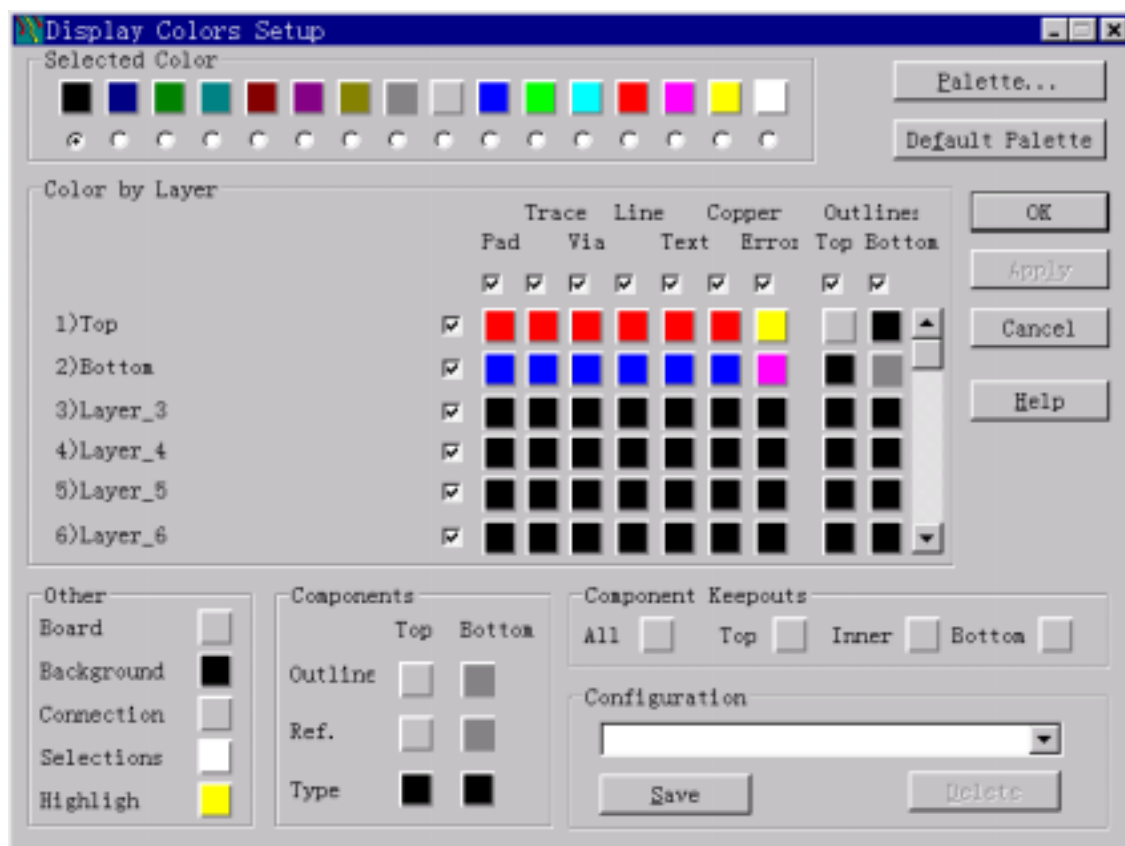 Display Colors Setup
Selected Color
Palette...
Default Palette
Color by Layer
Trace Line Copper Outlines
Pad Via Text Error Top Bottom
OK
Apply
Cancel
Help
1)Top
2)Bottom
3)Layer_3
4)Layer_4
5)Layer_5
6)Layer_6
Other
Board
Background
Connection
Selections
Highligh
Components
Top Bottom
Outline
Ref.
Type
Component Keepouts
All Top Inner Bottom
Configuration
Save
Delete